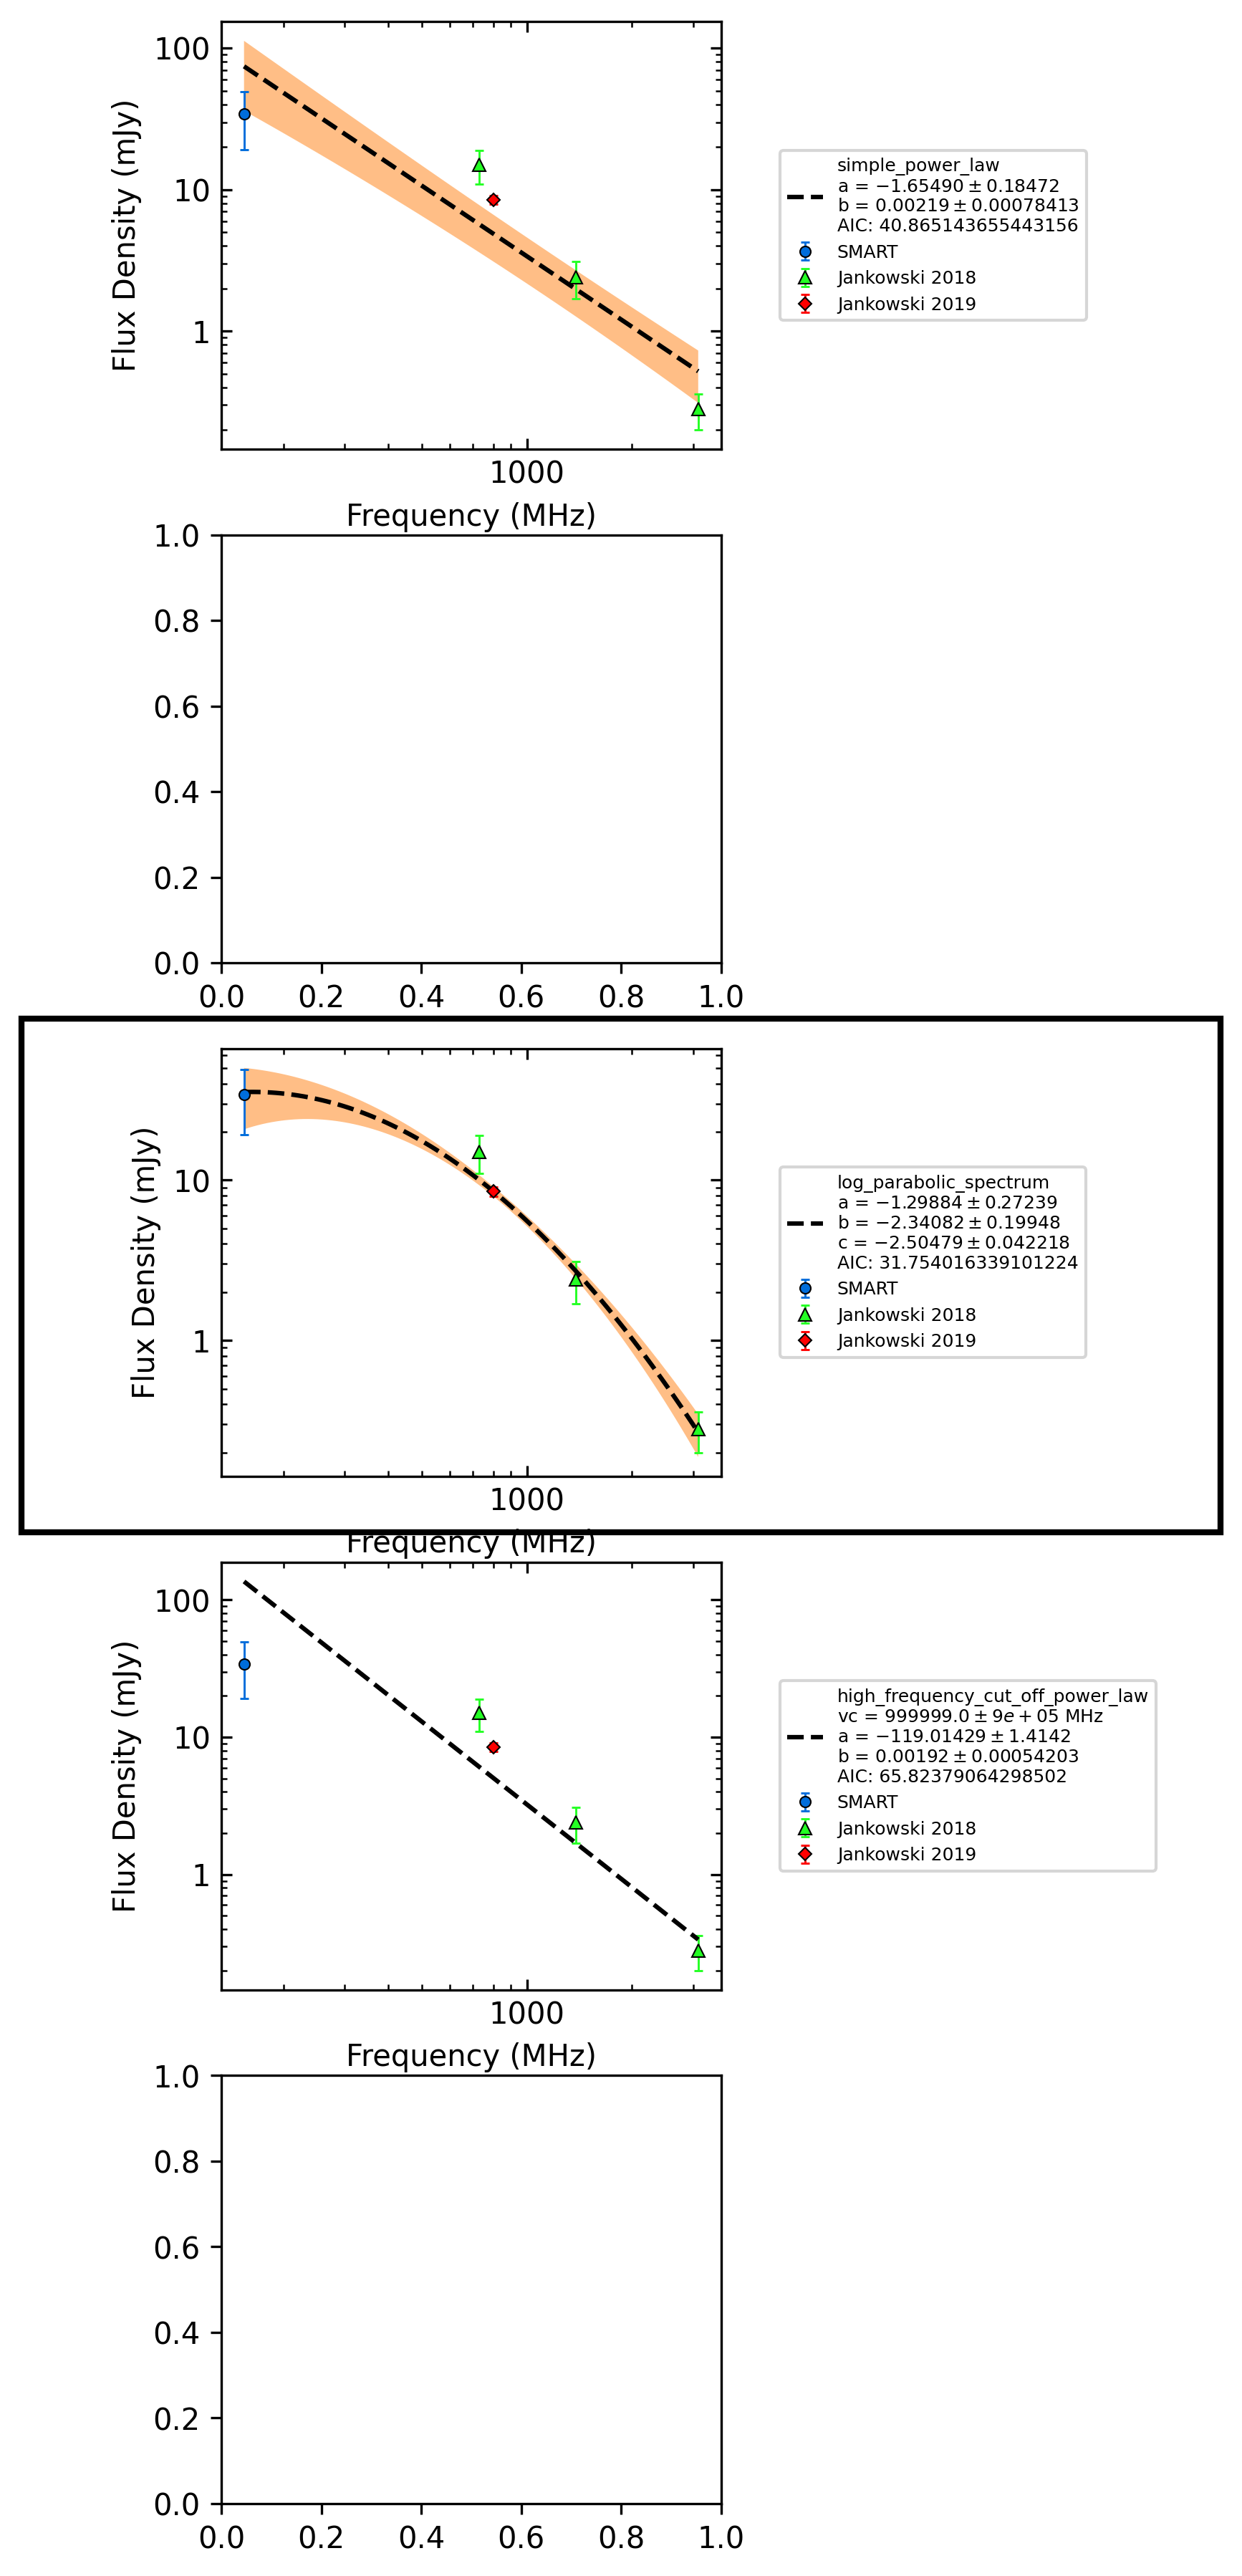 100
10
1
Flux Density (mJy)
1000
Frequency (MHz)
simple_power_law
a = −1.65490 ± 0.18472
b = 0.00219 ± 0.00078413
AIC: 40.865143655443156
SMART
Jankowski 2018
Jankowski 2019
1.0
0.8
0.6
0.4
0.2
0.0
0.0 0.2 0.4 0.6 0.8 1.0
10
1
Flux Density (mJy)
1000
Frequency (MHz)
log_parabolic_spectrum
a = −1.29884 ± 0.27239
b = −2.34082 ± 0.19948
c = −2.50479 ± 0.042218
AIC: 31.754016339101224
SMART
Jankowski 2018
Jankowski 2019
100
10
1
Flux Density (mJy)
1000
Frequency (MHz)
high_frequency_cut_off_power_law
vc = 999999.0 ± 9e + 05 MHz
a = −119.01429 ± 1.4142
b = 0.00192 ± 0.00054203
AIC: 65.82379064298502
SMART
Jankowski 2018
Jankowski 2019
1.0
0.8
0.6
0.4
0.2
0.0
0.0 0.2 0.4 0.6 0.8 1.0